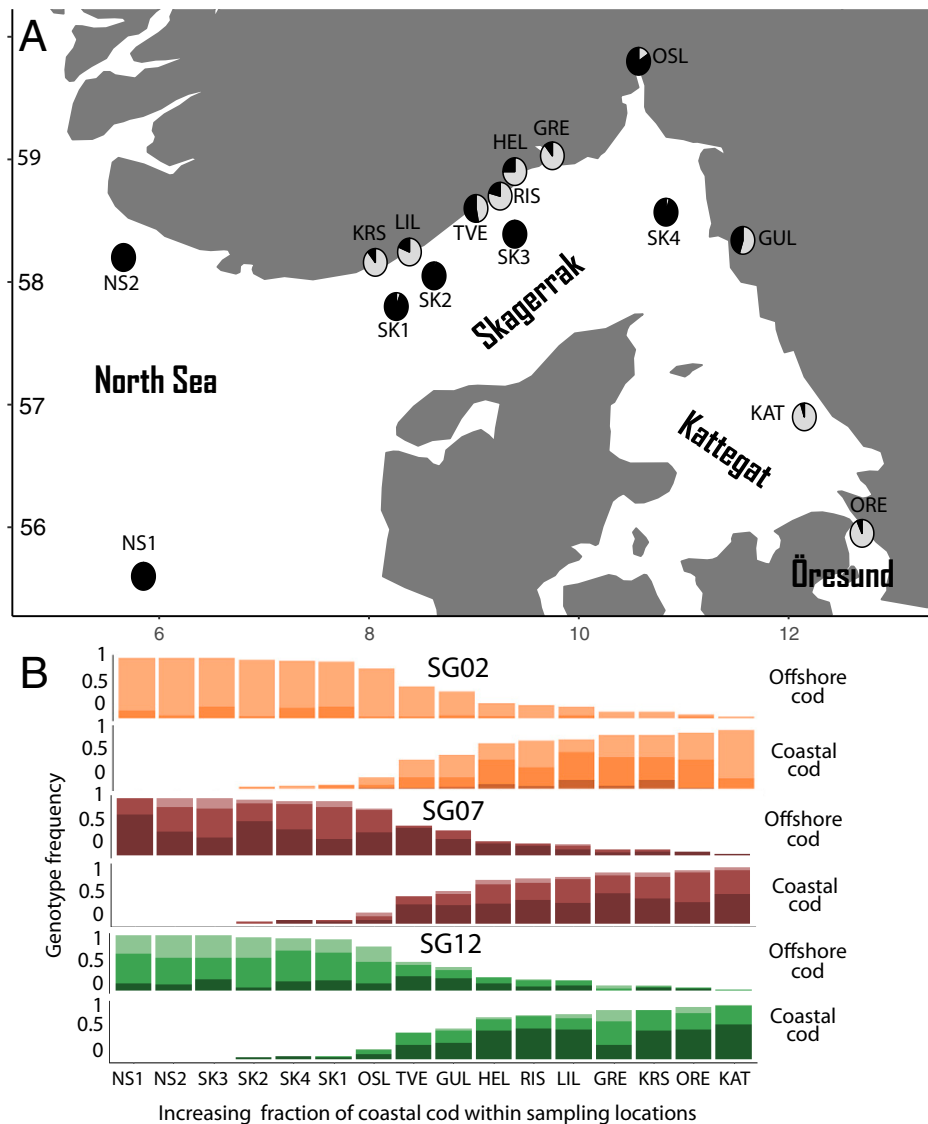 A
OSL
59
GRE
HEL
RIS
TVE
LIL
KRS
SK3
SK4
GUL
58
NS2
SK2
SK1
Skagerrak
North Sea
57
KAT
Kattegat
56
ORE
NS1
Öresund
6 8 10 12
B
SG02
1
0.5
0
Offshore
cod
1
0.5
0
Coastal
cod
SG07
1
0.5
0
Offshore
cod
1
0.5
0
Coastal
cod
SG12
1
0.5
0
Offshore
cod
1
0.5
0
Coastal
cod
Genotype frequency
NS1 NS2 SK3 SK2 SK4 SK1 OSL TVE GUL HEL RIS LIL GRE KRS ORE KAT
Increasing fraction of coastal cod within sampling locations